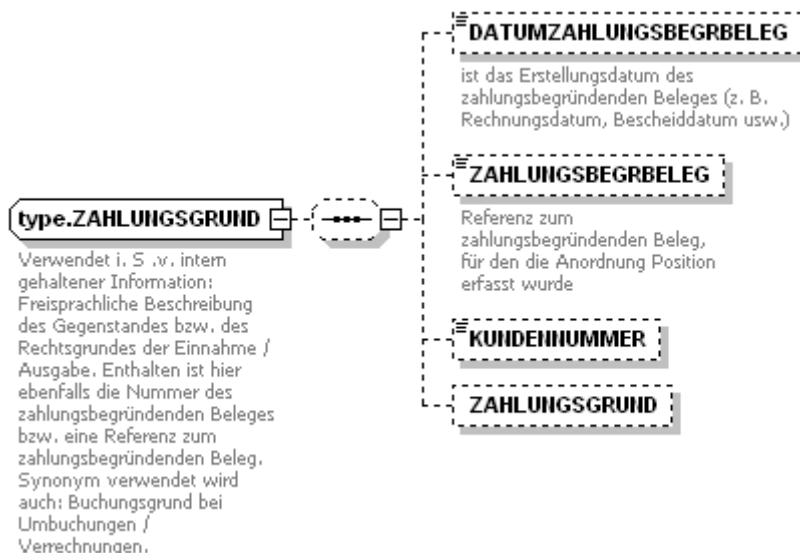 DATUMZAHLUNGSBEGRBELEG
ist das Erstellungsdatum des
zahlungsbegründenden Beleges (z. B.
Rechnungsdatum, Bescheiddatum usw.)
ZAHLUNGSBEGRBELEG
Referenz zum
zahlungsbegründenden Beleg,
für den die Anordnung Position
erfasst wurde
type.ZAHLUNGSGRUND
Verwendet i. S .v. intern
gehaltener Information:
Freisprachliche Beschreibung
des Gegenstandes bzw. des
Rechtsgrundes der Einnahme /
Ausgabe. Enthalten ist hier
ebenfalls die Nummer des
zahlungsbegründenden Beleges
bzw. eine Referenz zum
zahlungsbegründenden Beleg.
Synonym verwendet wird
auch: Buchungsgrund bei
Umbuchungen /
Verrechnungen.
KUNDENNUMMER
ZAHLUNGSGRUND